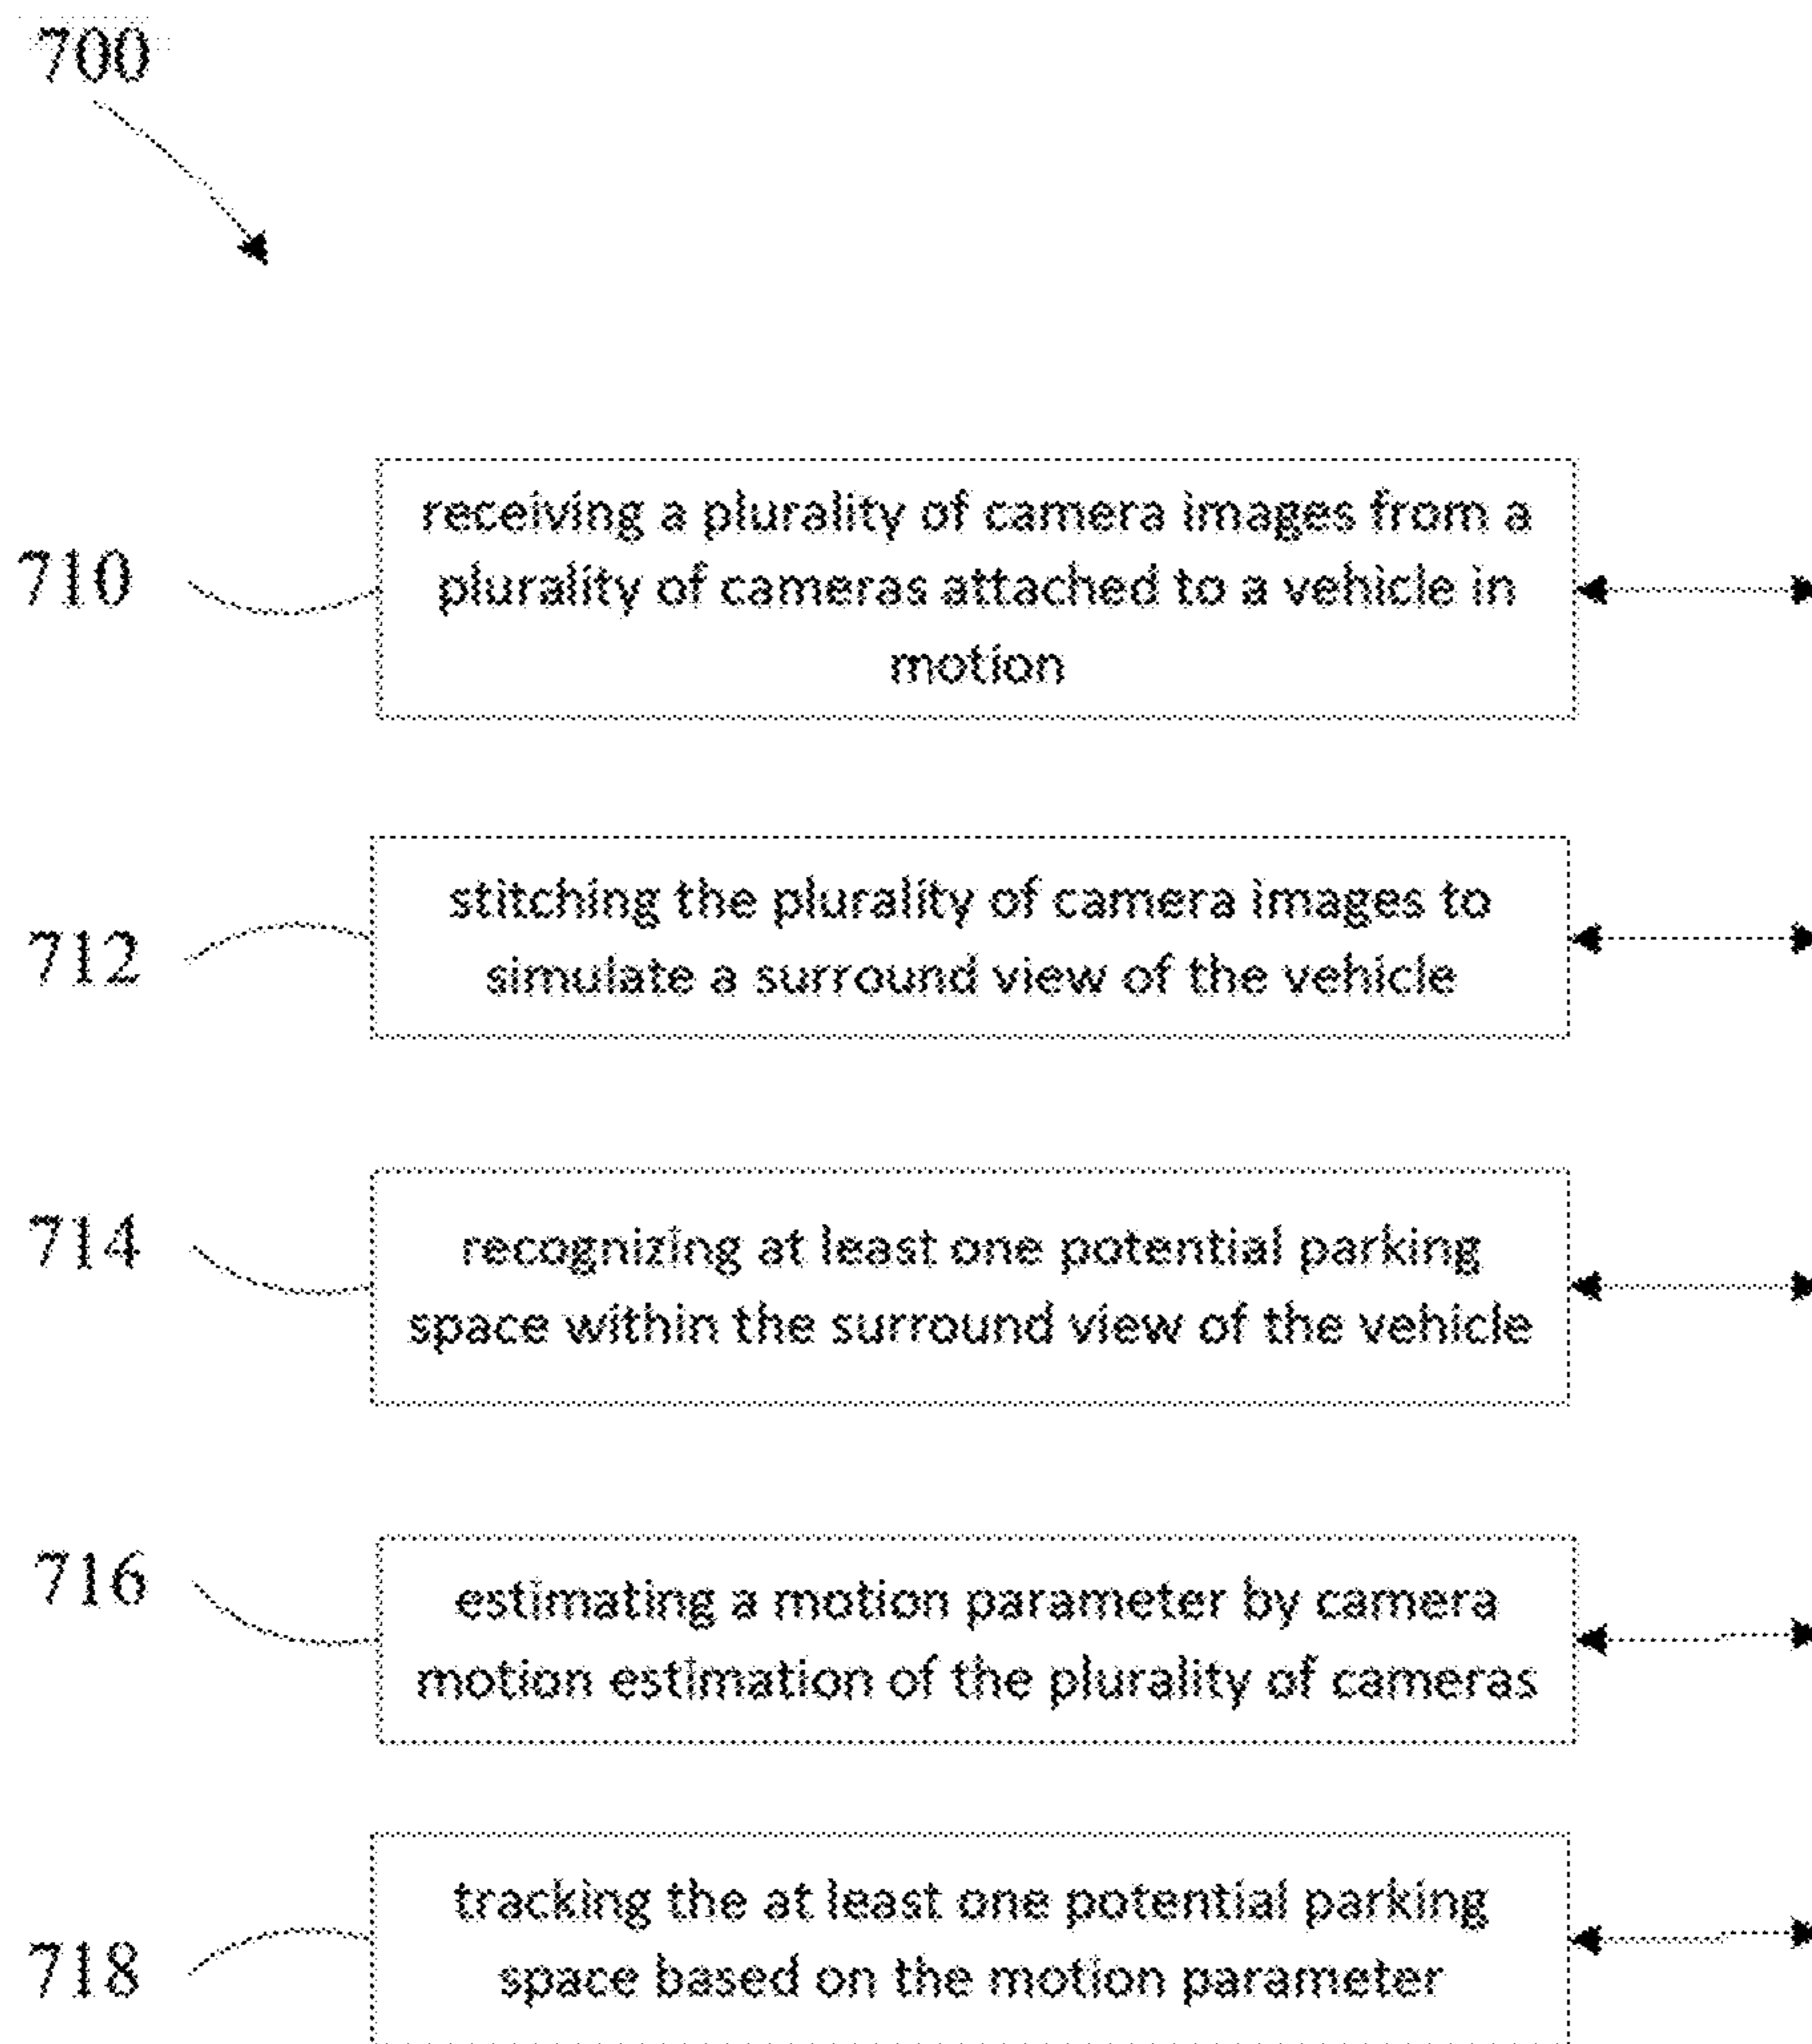 700
710
receiving a plurality of camera images from a
plurality of cameras attached to a vehicle in
motion
712
stitching the plurality of camera images to
simulate a surround view of the vehicle
714
recognizing at least one potential parking
space within the surround view of the vehicle
716
estimating a motion parameter by camera
motion estimation of the plurality of cameras
718
tracking the at least one potential parking
space based on the motion parameter